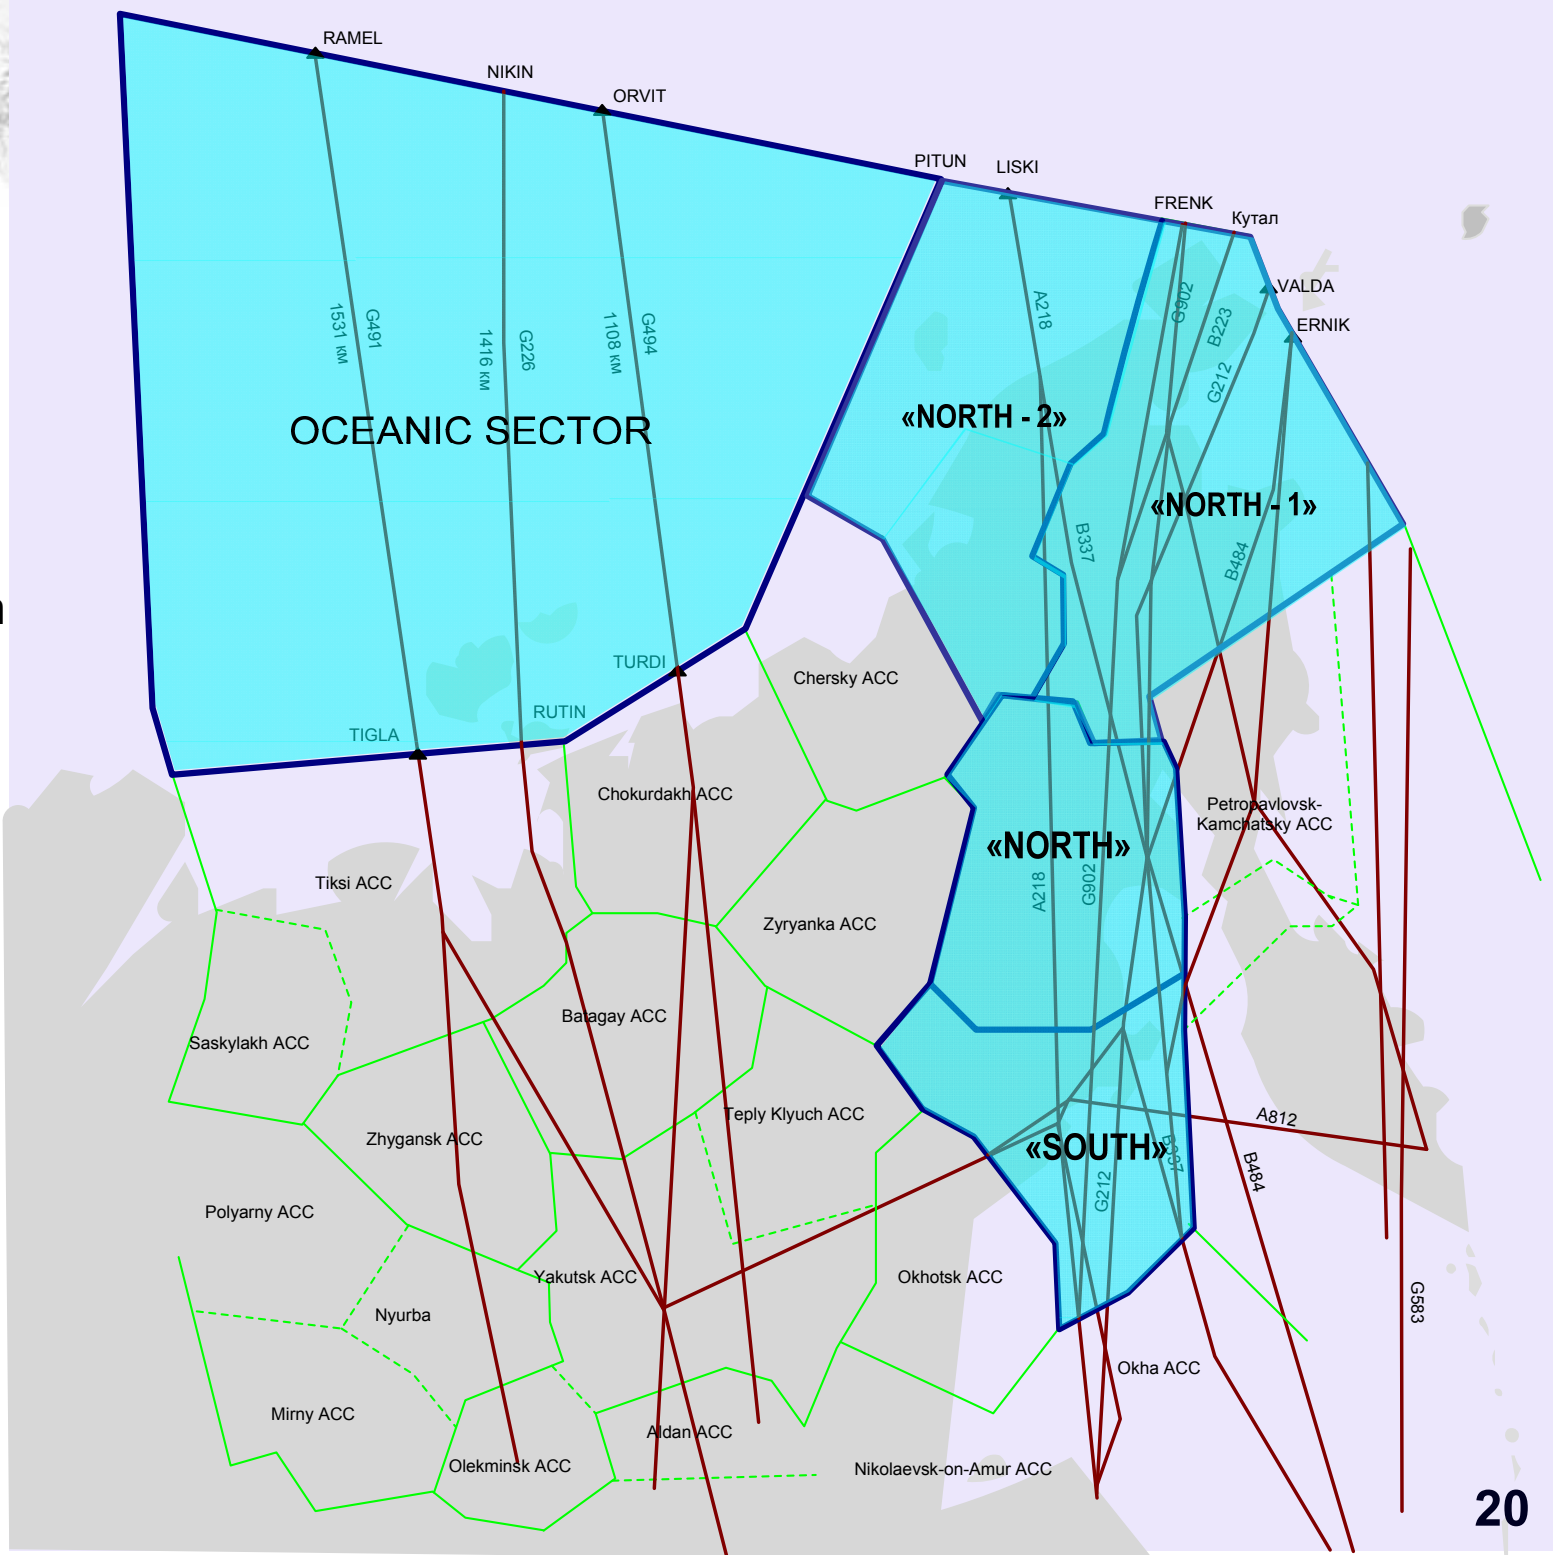 RAMEL
NIKIN
ORVIT
PITUN
LISKI
FRENK
Кутал
VALDA
ERNIK
G491
1531 км
G226
1416 км
G494
1108 км
A218
G902
B223
G212
OCEANIC SECTOR
«NORTH - 2»
«NORTH - 1»
B337
B484
TURDI
RUTIN
TIGLA
Chersky ACC
Chokurdakh ACC
Petropavlovsk-
Kamchatsky ACC
«NORTH»
A218
G902
Tiksi ACC
Zyryanka ACC
Batagay ACC
Saskylakh ACC
Teply Klyuch ACC
Zhygansk ACC
A812
«SOUTH»
B337
B484
G212
Polyarny ACC
Yakutsk ACC
Okhotsk ACC
Nyurba
G583
Okha ACC
Mirny ACC
Aldan ACC
Olekminsk ACC
Nikolaevsk-on-Amur ACC
20